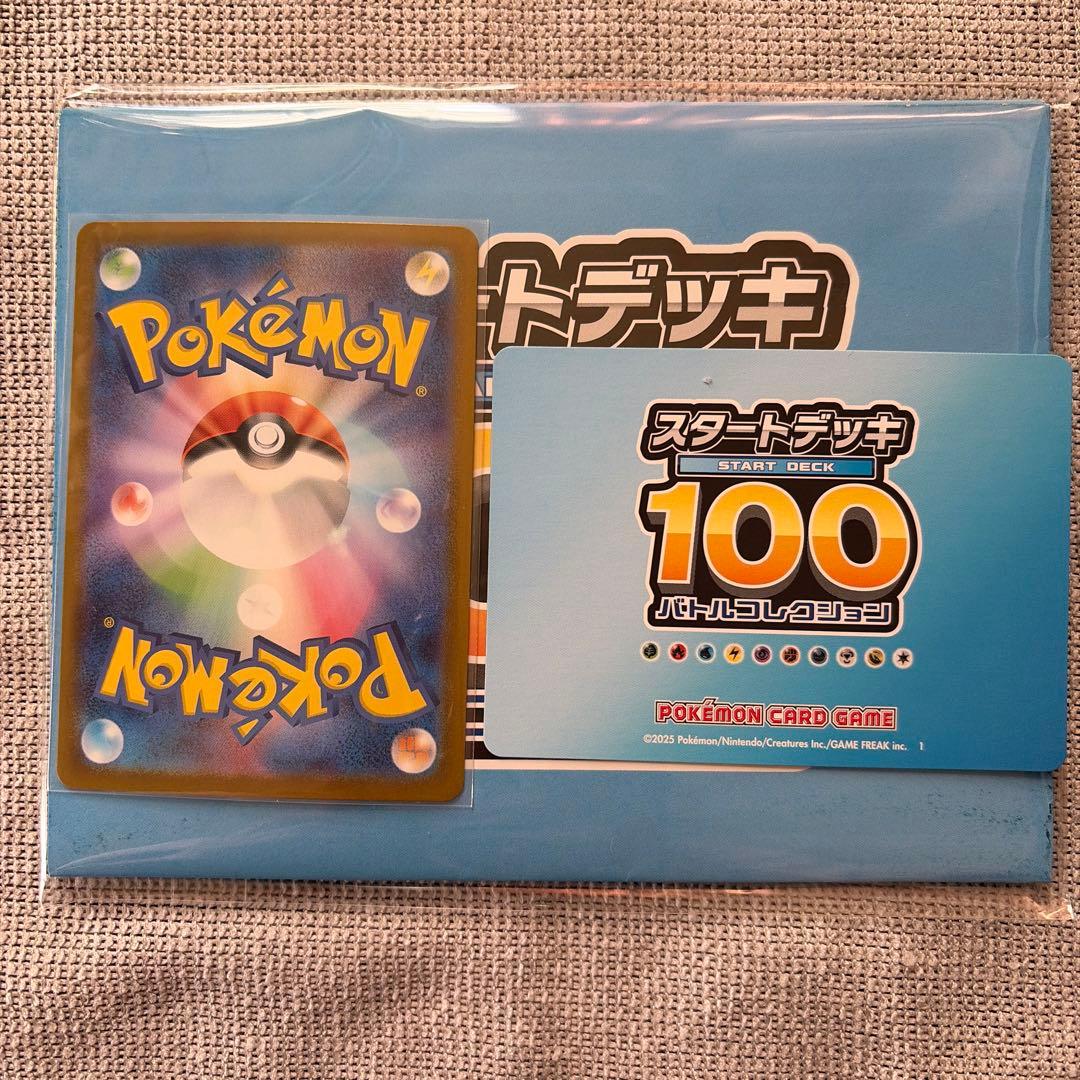 POKéMON®
POKéMON®
ートデッキ
スタートデッキ
START DECK
100
バトルコレクション
POKÉMON CARD GAME
©2025 Pokémon/Nintendo/Creatures Inc./GAME FREAK inc. 1